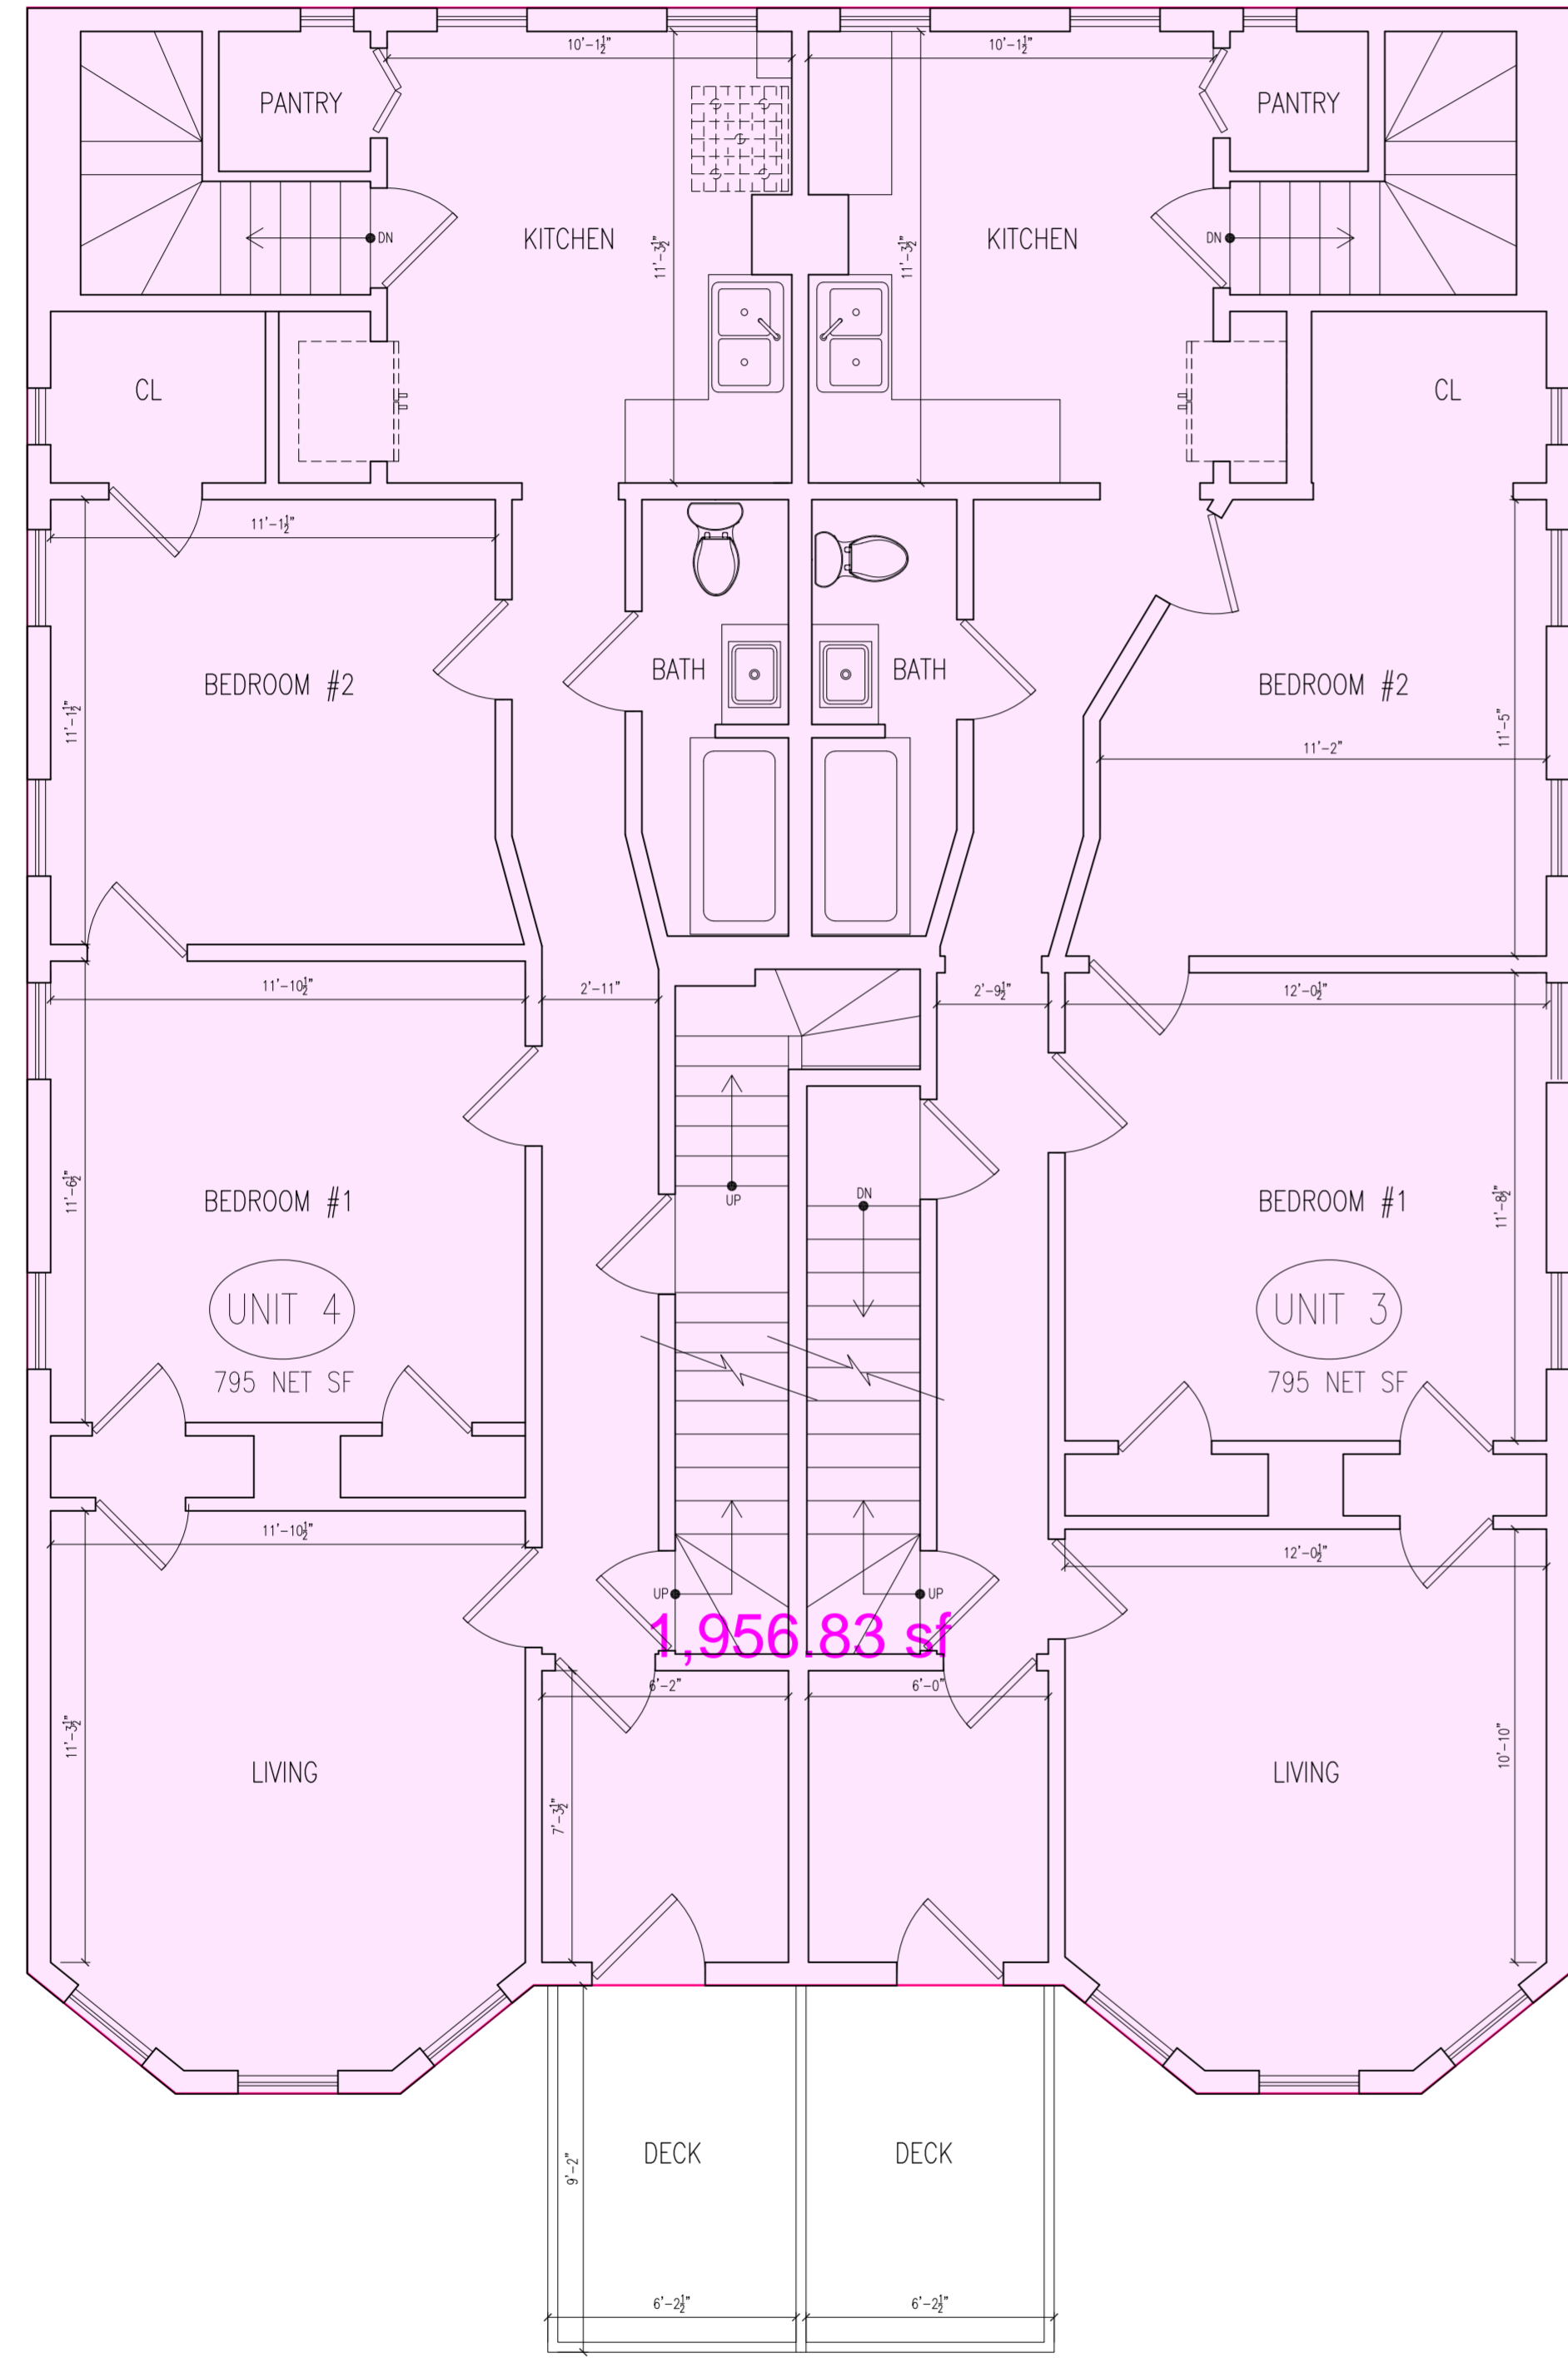 10'-1½" 10'-1½"
PANTRY PANTRY
DN KITCHEN KITCHEN DN
11'-3½" 11'-3½"
CL CL
11'-1½"
BEDROOM #2 BATH BATH BEDROOM #2
11'-1½" 11'-5"
11'-2"
11'-10½" 2'-11" 2'-9½" 12'-0½"
BEDROOM #1 UP DN BEDROOM #1
11'-6½" 11'-8½"
UNIT 4 UNIT 3
795 NET SF 795 NET SF
11'-10½" 12'-0½"
UP UP
1,956.83 sf
6'-2" 6'-0"
11'-3½" 10'-10"
LIVING LIVING
7'-3½"
DECK DECK
9'-2"
6'-2½" 6'-2½"